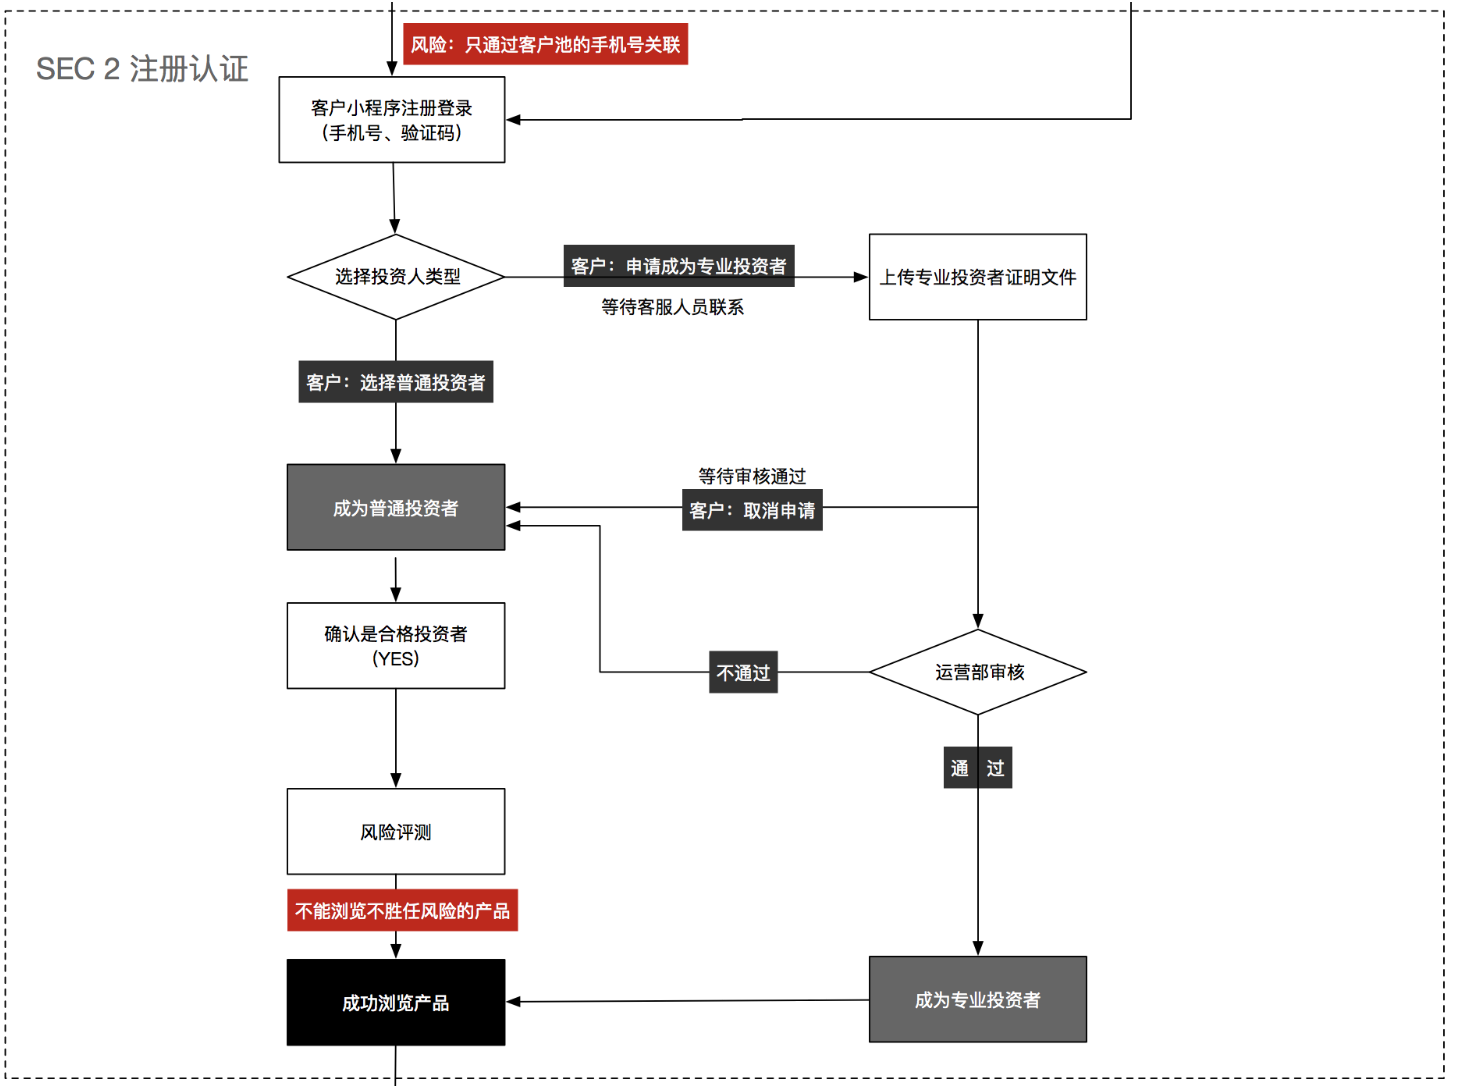 风险：只通过客户池的手机号关联
SEC 2 注册认证
客户小程序注册登录
(手机号、验证码)
选择投资人类型
客户：申请成为专业投资者
等待客服人员联系
上传专业投资者证明文件
客户：选择普通投资者
等待审核通过
客户：取消申请
成为普通投资者
确认是合格投资者
(YES)
不通过
运营部审核
通 过
风险评测
不能浏览不胜任风险的产品
成功浏览产品
成为专业投资者